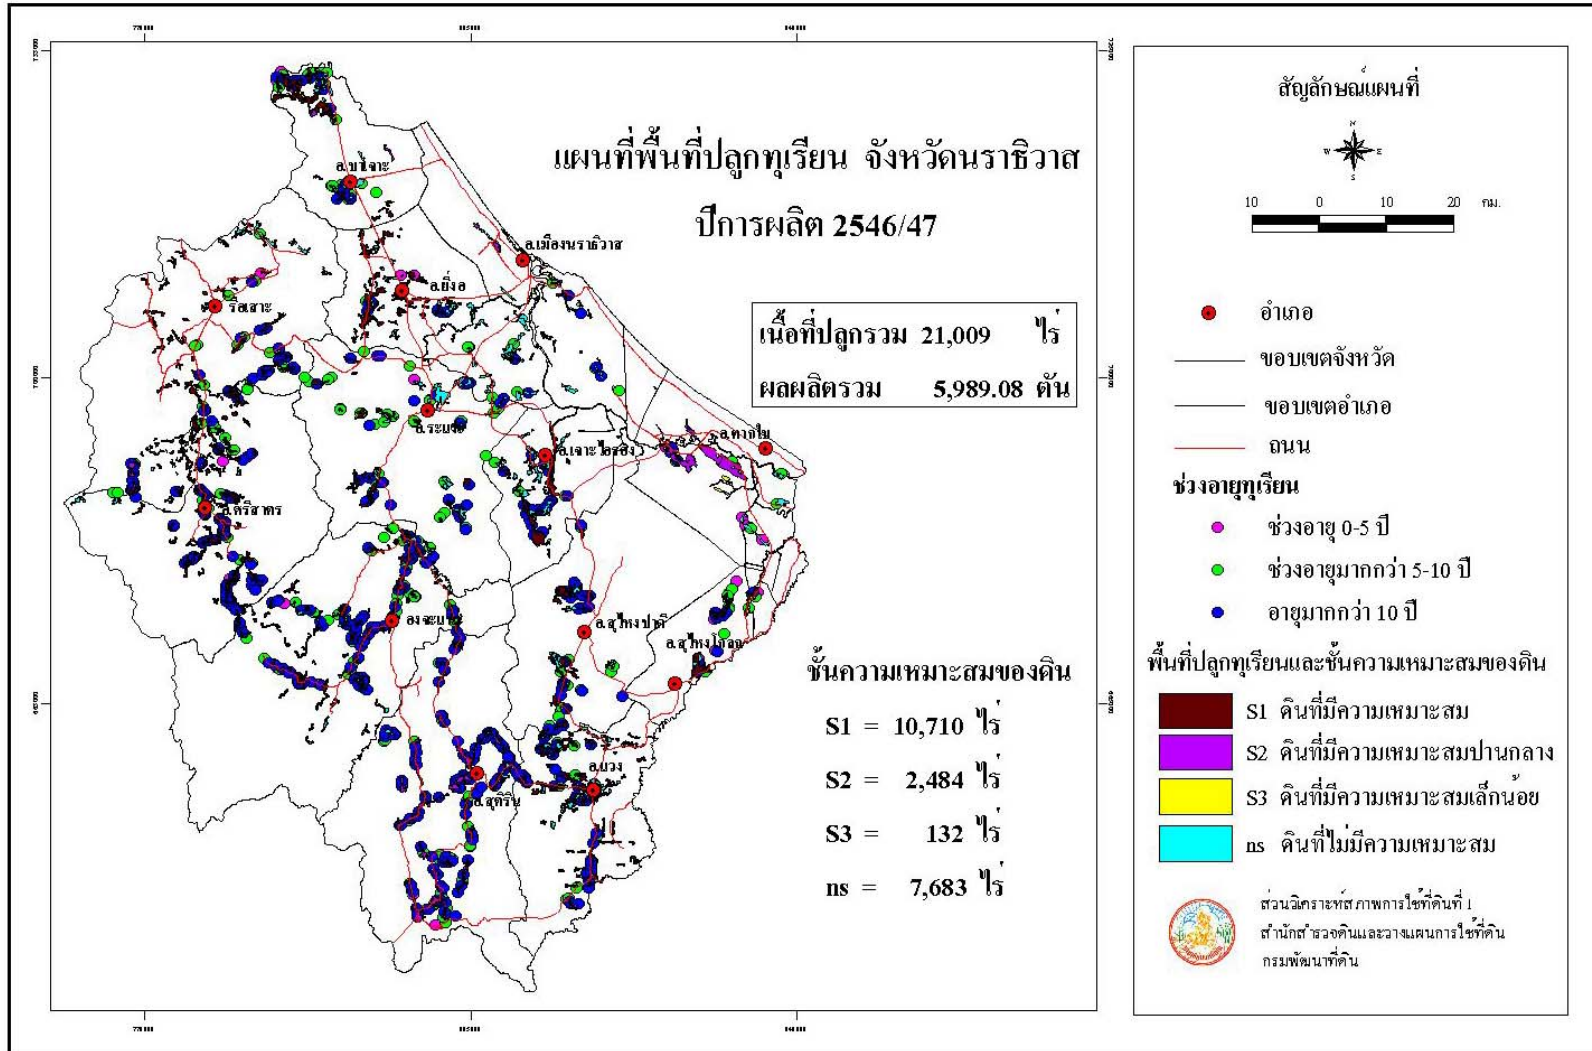 แผนที่พื้นที่ปลูกทุเรียน จังหวัดนราธิวาส
ปีการผลิต 2546/47
เนื้อที่ปลูกรวม 21,009 ไร่
ผลผลิตรวม 5,989.08 ตัน
อ.บาเจาะ
อ.เมืองนราธิวาส
อ.ยี่งอ
รือเสาะ
อ.ระแงะ
อ.เจาะไอร้อง
อ.ตากใบ
อ.ศรีสาคร
อ.จะแนะ
อ.สุไหงปาดี
อ.สุไหงโกลก
อ.แว้ง
อ.สุคิริน
ชั้นความเหมาะสมของดิน
S1 = 10,710 ไร่
S2 = 2,484 ไร่
S3 = 132 ไร่
ns = 7,683 ไร่
สัญลักษณ์แผนที่
N
W E
S
10 0 10 20 กม.
อำเภอ
ขอบเขตจังหวัด
ขอบเขตอำเภอ
ถนน
ช่วงอายุทุเรียน
ช่วงอายุ 0-5 ปี
ช่วงอายุมากกว่า 5-10 ปี
อายุมากกว่า 10 ปี
พื้นที่ปลูกทุเรียนและชั้นความเหมาะสมของดิน
S1 ดินที่มีความเหมาะสม
S2 ดินที่มีความเหมาะสมปานกลาง
S3 ดินที่มีความเหมาะสมเล็กน้อย
ns ดินที่ไม่มีความเหมาะสม
ส่วนวิเคราะห์สภาพการใช้ที่ดินที่ 1
สำนักสำรวจดินและวางแผนการใช้ที่ดิน
กรมพัฒนาที่ดิน